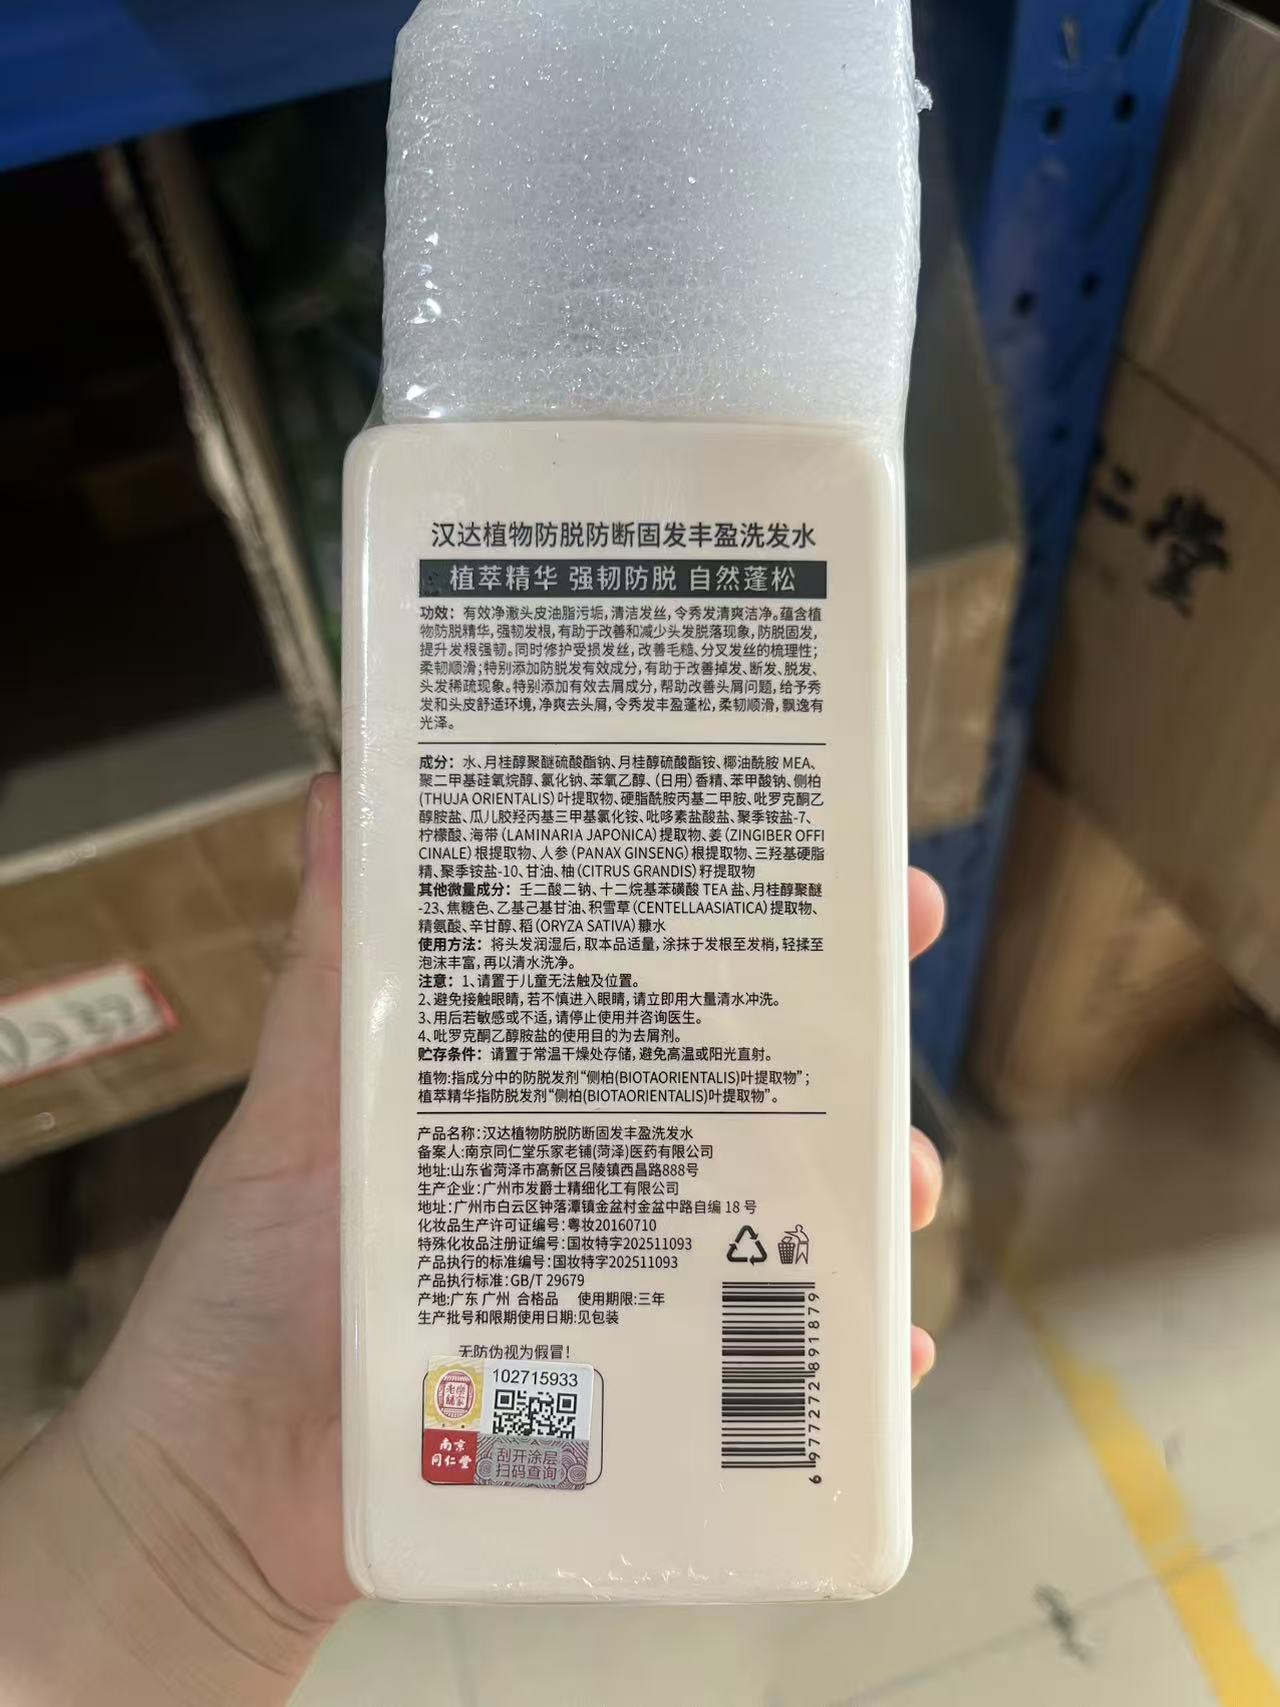 汉达植物防脱防断固发丰盈洗发水
植萃精华 强韧防脱 自然蓬松
功效：有效净澈头皮油脂污垢，清洁发丝，令秀发清爽洁净。蕴含植
物防脱精华，强韧发根，有助于改善和减少头发脱落现象，防脱固发，
提升发根强韧。同时修护受损发丝，改善毛糙、分叉发丝的梳理性；
柔韧顺滑；特别添加防脱发有效成分，有助于改善掉发、断发、脱发、
头发稀疏现象。特别添加有效去屑成分，帮助改善头屑问题，给予秀
发和头皮舒适环境，净爽去头屑，令秀发丰盈蓬松，柔韧顺滑，飘逸有
光泽。
成分：水、月桂醇聚醚硫酸酯钠、月桂醇硫酸酯铵、椰油酰胺 MEA、
聚二甲基硅氧烷醇、氯化钠、苯氧乙醇、（日用）香精、苯甲酸钠、侧柏
(THUJA ORIENTALIS) 叶提取物、硬脂酰胺丙基二甲胺、吡罗克酮乙
醇胺盐、瓜儿胶羟丙基三甲基氯化铵、吡哆素盐酸盐、聚季铵盐-7、
柠檬酸、海带（LAMINARIA JAPONICA）提取物、姜（ZINGIBER OFFI
CINALE）根提取物、人参（PANAX GINSENG）根提取物、三羟基硬脂
精、聚季铵盐-10、甘油、柚（CITRUS GRANDIS）籽提取物
其他微量成分：壬二酸二钠、十二烷基苯磺酸 TEA 盐、月桂醇聚醚
-23、焦糖色、乙基己基甘油、积雪草（CENTELLAASIATICA）提取物、
精氨酸、辛甘醇、稻（ORYZA SATIVA）糠水
使用方法：将头发润湿后，取本品适量，涂抹于发根至发梢，轻揉至
泡沫丰富，再以清水洗净。
注意：1、请置于儿童无法触及位置。
2、避免接触眼睛，若不慎进入眼睛，请立即用大量清水冲洗。
3、用后若敏感或不适，请停止使用并咨询医生。
4、吡罗克酮乙醇胺盐的使用目的为去屑剂。
贮存条件：请置于常温干燥处存储，避免高温或阳光直射。
植物:指成分中的防脱发剂“侧柏(BIOTAORIENTALIS)叶提取物”；
植萃精华指防脱发剂“侧柏(BIOTAORIENTALIS)叶提取物”。
产品名称：汉达植物防脱防断固发丰盈洗发水
备案人:南京同仁堂乐家老铺(菏泽)医药有限公司
地址:山东省菏泽市高新区吕陵镇西昌路888号
生产企业：广州市发爵士精细化工有限公司
地址：广州市白云区钟落潭镇金盆村金盆中路自编 18 号
化妆品生产许可证编号：粤妆20160710
特殊化妆品注册证编号：国妆特字202511093
产品执行的标准编号：国妆特字202511093
产品执行标准：GB/T 29679
产地:广东 广州 合格品 使用期限:三年
生产批号和限期使用日期:见包装
无防伪视为假冒！
102715933
南京
同仁堂
刮开涂层
扫码查询
6 977272 891879